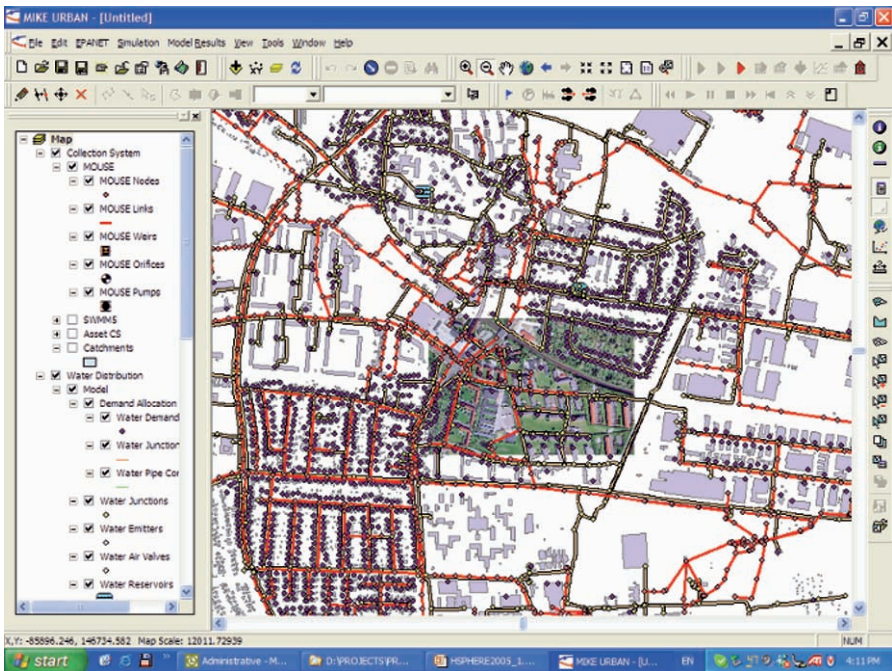 MIKE URBAN - [Untitled]
File Edit EPANET Simulation Model Results View Tools Window Help
Map
Collection System
MOUSE
MOUSE Nodes
MOUSE Links
MOUSE Weirs
MOUSE Orifices
MOUSE Pumps
SWMM5
Asset CS
Catchments
Water Distribution
Model
Demand Allocation
Water Demand
Water Junction
Water Pipe Cor
Water Junctions
Water Emitters
Water Air Valves
Water Reservoirs
X,Y: -85896.246, 146734.582 Map Scale: 12011.72939
NUM
start
Administrative - M...
D:\PROJECTS\PR...
HSPHERE2005_1....
MIKE URBAN - [U...
EN
4:11 PM